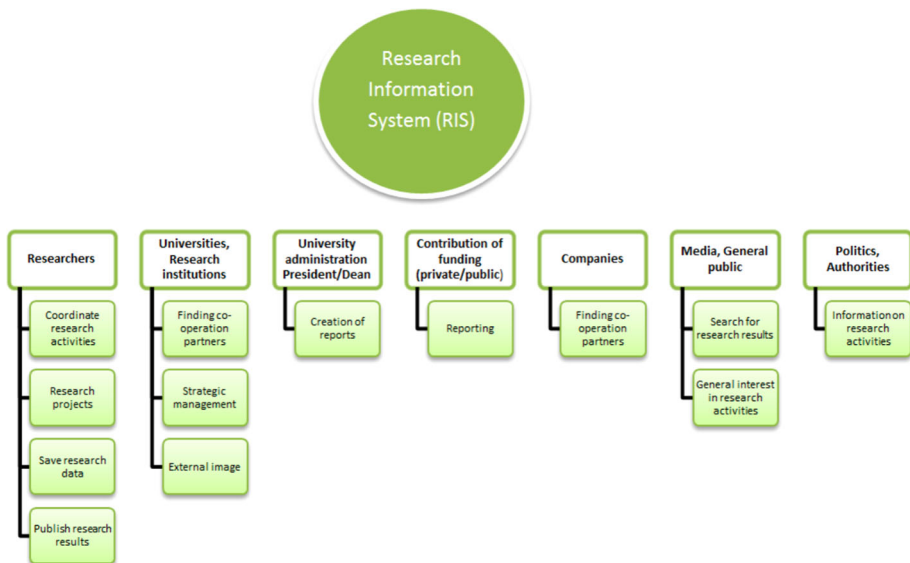 Research
Information
System (RIS)
Researchers
Coordinate
research
activities
Research
projects
Save research
data
Publish research
results
Universities,
Research
institutions
Finding co-
operation
partners
Strategic
management
External image
University
administration
President/Dean
Creation of
reports
Contribution of
funding
(private/public)
Reporting
Companies
Finding co-
operation
partners
Media, General
public
Search for
research results
General interest
in research
activities
Politics,
Authorities
Information on
research
activities